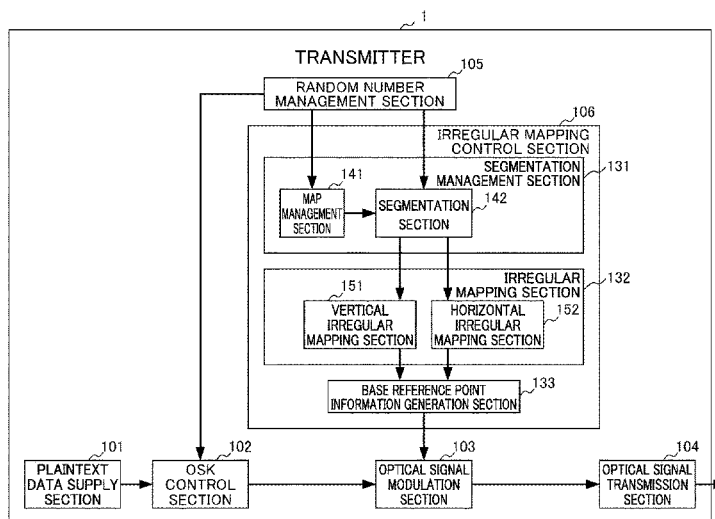 1
TRANSMITTER
105
RANDOM NUMBER
MANAGEMENT SECTION
106
IRREGULAR MAPPING
CONTROL SECTION
SEGMENTATION
MANAGEMENT SECTION
131
141
MAP
MANAGEMENT
SECTION
SEGMENTATION
SECTION
142
IRREGULAR
MAPPING SECTION
132
151
VERTICAL
IRREGULAR
MAPPING SECTION
HORIZONTAL
IRREGULAR
MAPPING SECTION
152
BASE REFERENCE POINT
INFORMATION GENERATION SECTION
133
101
PLAINTEXT
DATA SUPPLY
SECTION
102
OSK
CONTROL
SECTION
103
OPTICAL SIGNAL
MODULATION
SECTION
104
OPTICAL SIGNAL
TRANSMISSION
SECTION